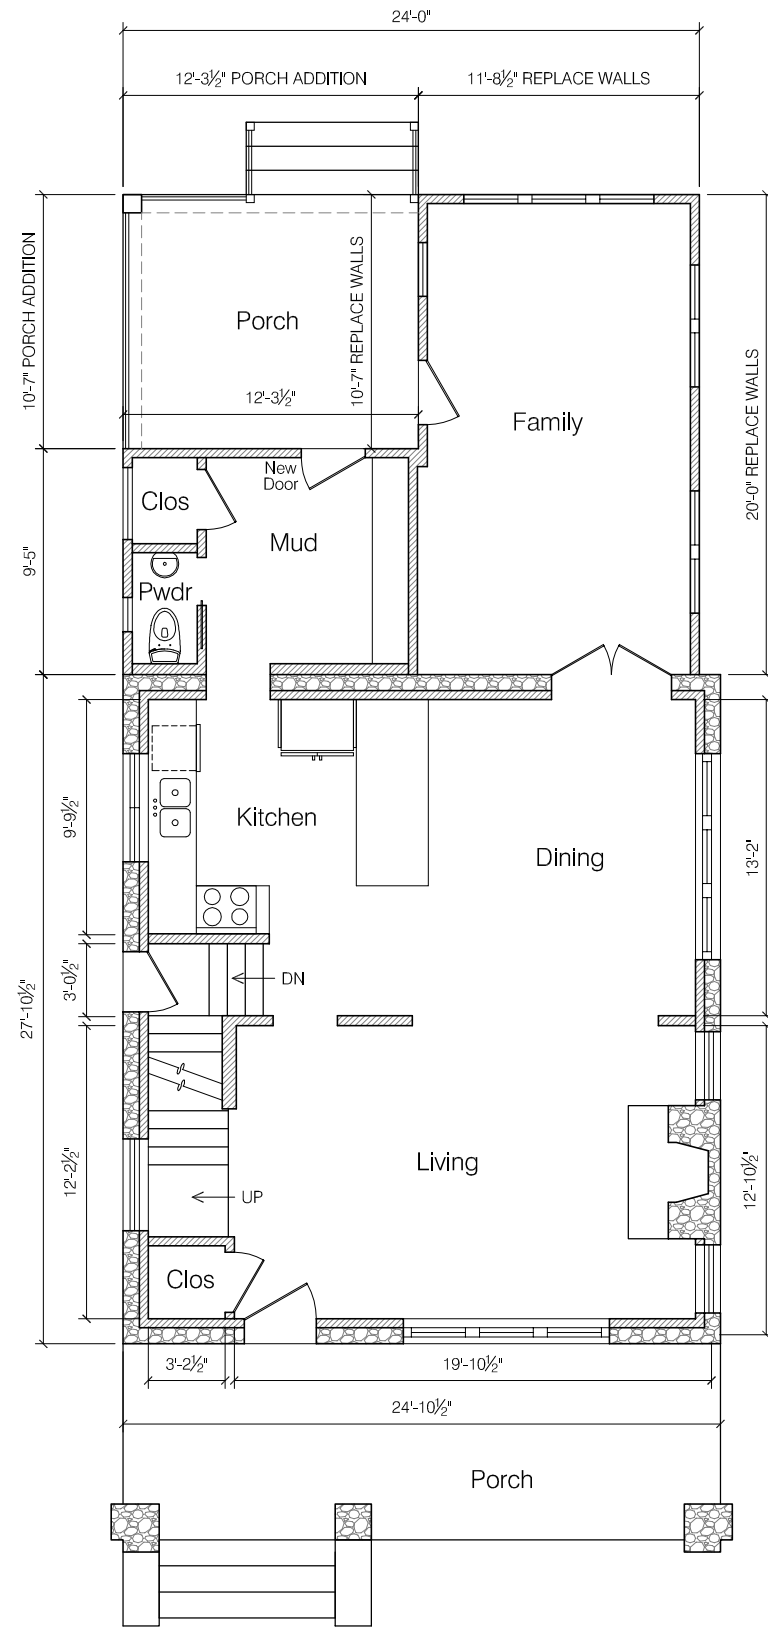 24'-0"
12'-3½" PORCH ADDITION
11'-8½" REPLACE WALLS
10'-7" PORCH ADDITION
10'-7" REPLACE WALLS
20'-0" REPLACE WALLS
Porch
12'-3½"
Family
New
Door
Clos
Mud
9'-5"
Pwdr
9'-9½"
Kitchen
Dining
13'-2"
3'-0½"
DN
27'-10½"
12'-2½"
Living
12'-10½"
UP
Clos
3'-2½"
19'-10½"
24'-10½"
Porch